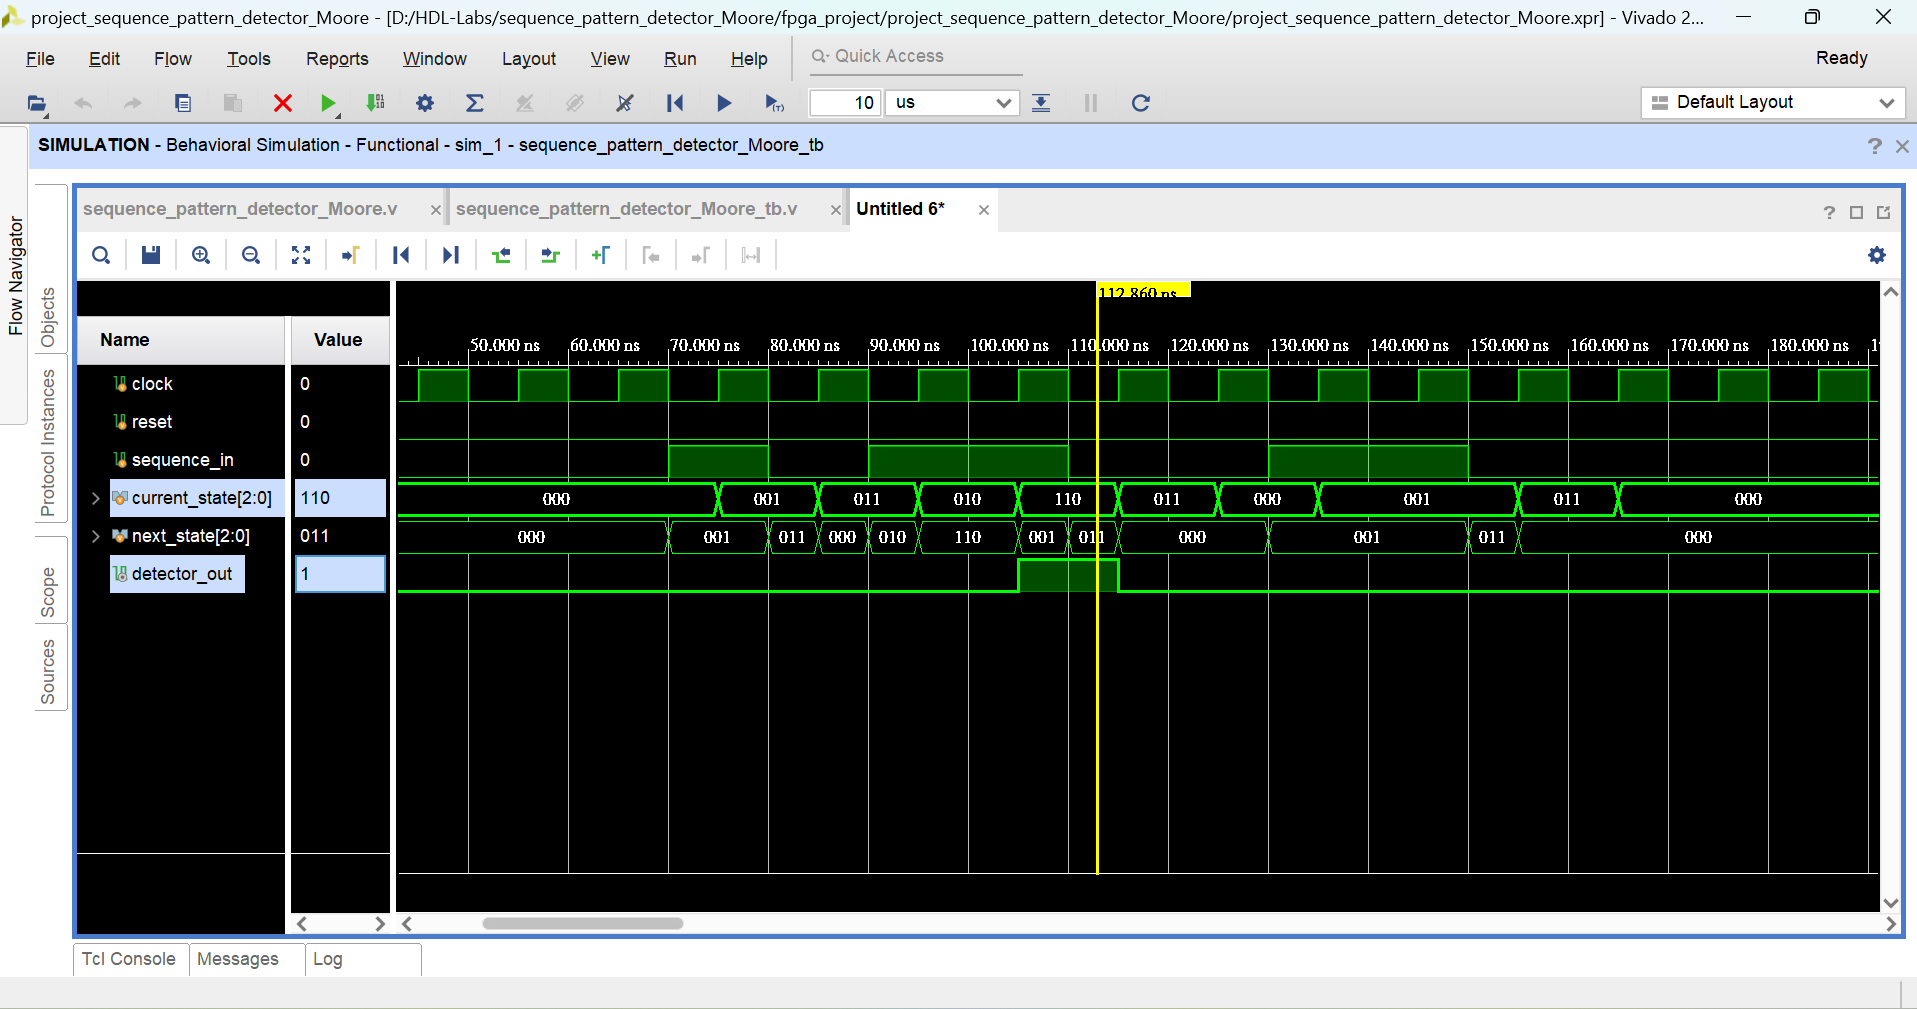 project_sequence_pattern_detector_Moore - [D:/HDL-Labs/sequence_pattern_detector_Moore/fpga_project/project_sequence_pattern_detector_Moore/project_sequence_pattern_detector_Moore.xpr] - Vivado 2...
File Edit Flow Tools Reports Window Layout View Run Help Quick Access Ready
10 us Default Layout
SIMULATION - Behavioral Simulation - Functional - sim_1 - sequence_pattern_detector_Moore_tb
Flow Navigator
Objects
Protocol Instances
Scope
Sources
sequence_pattern_detector_Moore.v sequence_pattern_detector_Moore_tb.v Untitled 6*
112.860 ns
Name Value 50.000 ns 60.000 ns 70.000 ns 80.000 ns 90.000 ns 100.000 ns 110.000 ns 120.000 ns 130.000 ns 140.000 ns 150.000 ns 160.000 ns 170.000 ns 180.000 ns
clock 0
reset 0
sequence_in 0
current_state[2:0] 110 000 001 011 010 110 011 000 001 011 000
next_state[2:0] 011 000 001 011 000 010 110 001 011 000 001 011 000
detector_out 1
Tcl Console Messages Log